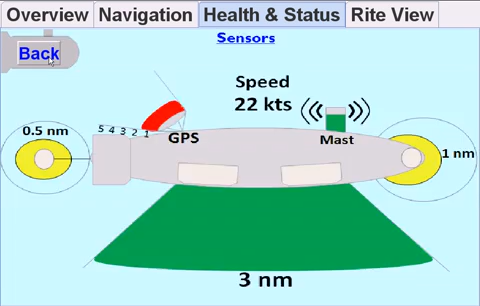 Overview Navigation Health & Status Rite View
Sensors
Back
Speed
22 kts
0.5 nm
5 4 3 2 1
GPS
Mast
1 nm
3 nm